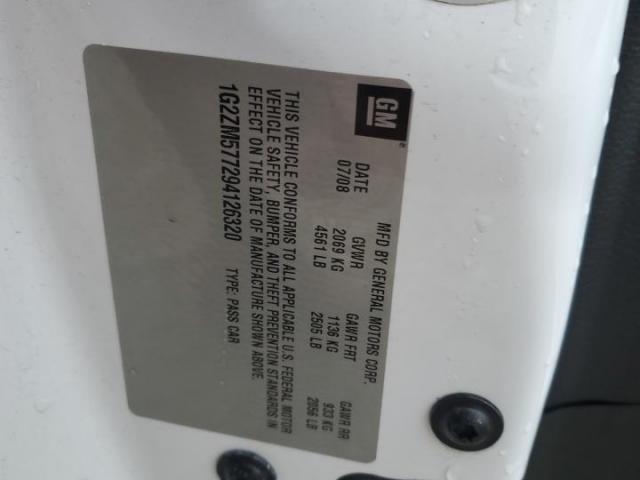 GM
®
MFD BY GENERAL MOTORS CORP.
DATE GVWR GAWR FRT GAWR RR
07/08 2069 KG 1136 KG 933 KG
4561 LB 2505 LB 2056 LB
THIS VEHICLE CONFORMS TO ALL APPLICABLE U.S. FEDERAL MOTOR
VEHICLE SAFETY, BUMPER, AND THEFT PREVENTION STANDARDS IN
EFFECT ON THE DATE OF MANUFACTURE SHOWN ABOVE.
1G2ZM577294126320 TYPE: PASS CAR